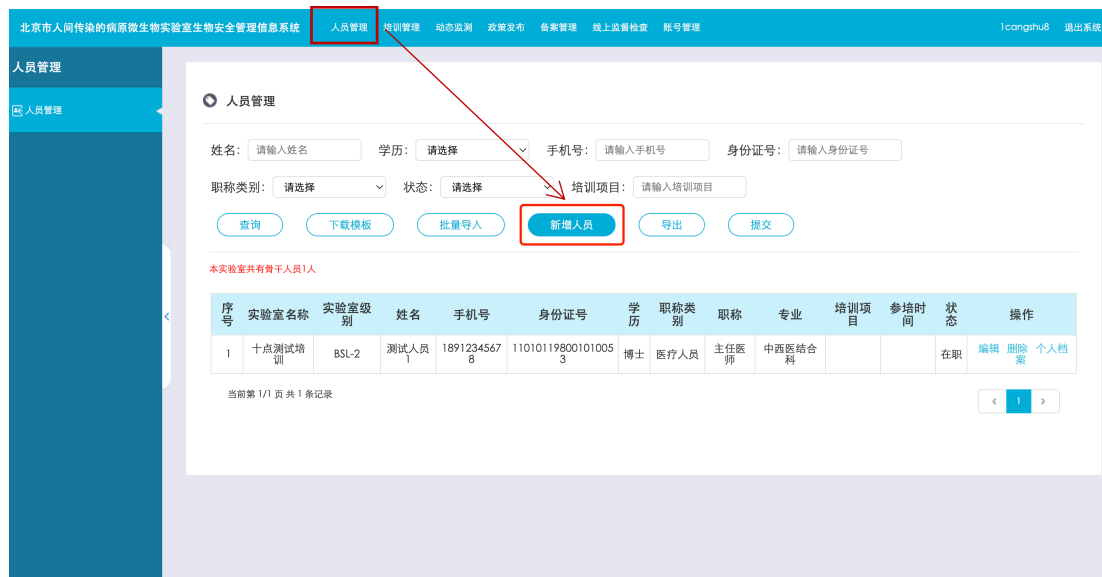 北京市人间传染的病原微生物实验室生物安全管理信息系统 人员管理 培训管理 动态监测 政策发布 备案管理 线上监督检查 账号管理 1cangshu8 退出系统
人员管理
人员管理
人员管理
姓名: 请输入姓名 学历: 请选择 手机号: 请输入手机号 身份证号: 请输入身份证号
职称类别: 请选择 状态: 请选择 培训项目: 请输入培训项目
查询 下载模板 批量导入 新增人员 导出 提交
本实验室共有骨干人员1人
序号 实验室名称 实验室级别 姓名 手机号 身份证号 学历 职称类别 职称 专业 培训项目 参培时间 状态 操作
1 十点测试培训 BSL-2 测试人员1 18912345678 110101198001010053 博士 医疗人员 主任医师 中西医结合科 在职 编辑 删除 个人档案
当前第 1/1 页 共 1 条记录
« 1 »